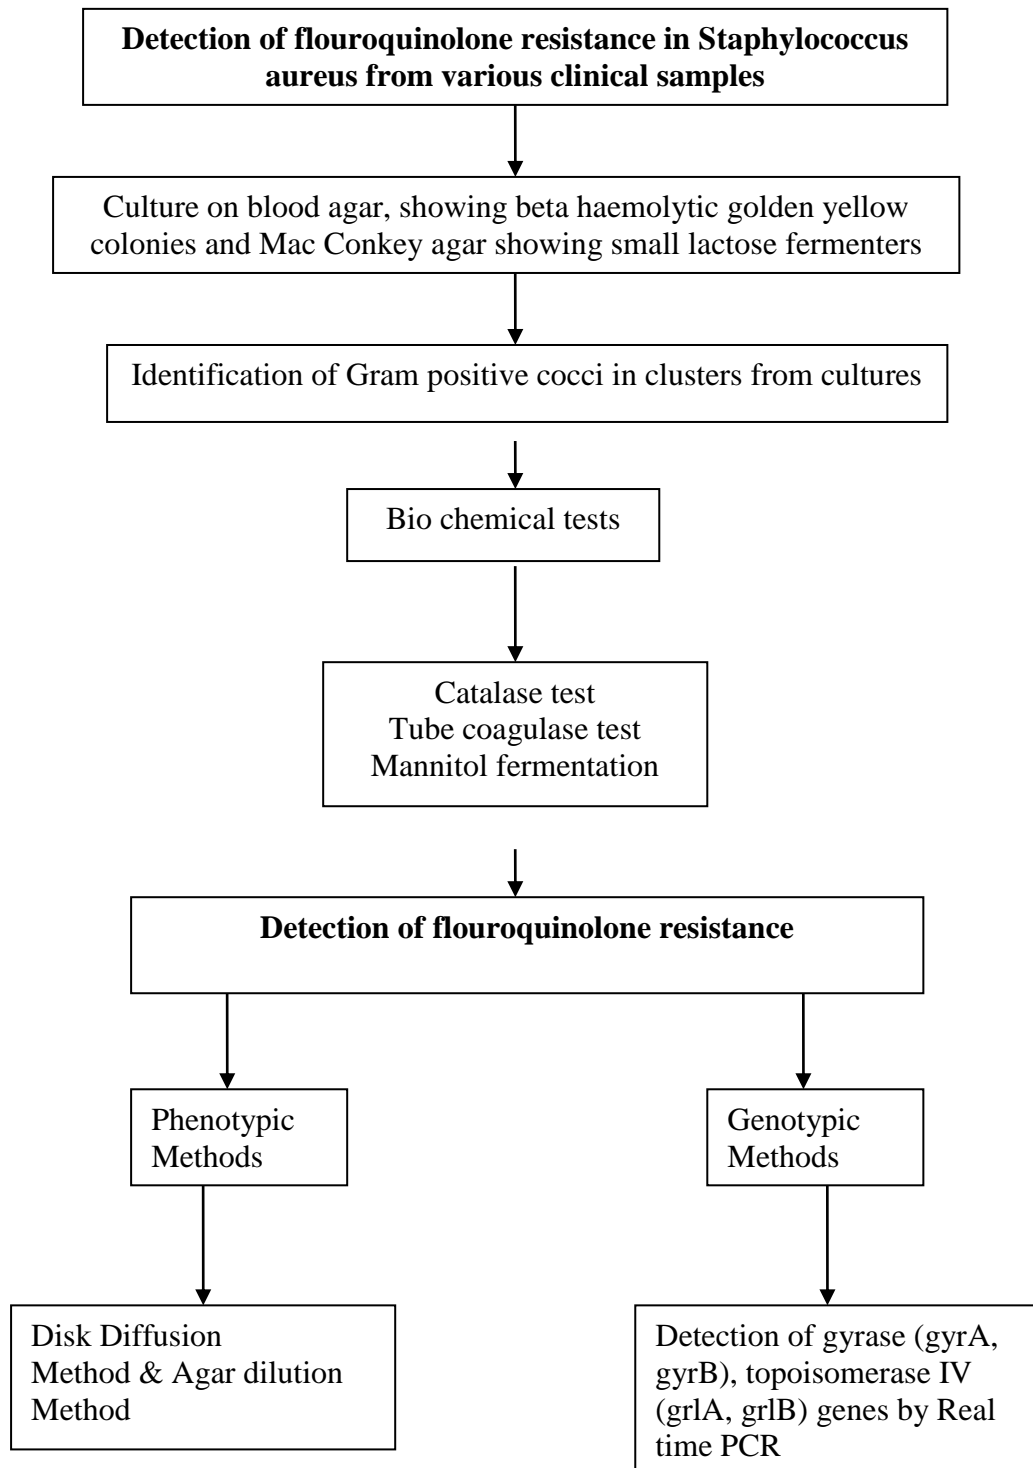 Detection of flouroquinolone resistance in Staphylococcus
aureus from various clinical samples
Culture on blood agar, showing beta haemolytic golden yellow
colonies and Mac Conkey agar showing small lactose fermenters
Identification of Gram positive cocci in clusters from cultures
Bio chemical tests
Catalase test
Tube coagulase test
Mannitol fermentation
Detection of flouroquinolone resistance
Phenotypic
Methods
Genotypic
Methods
Disk Diffusion
Method & Agar dilution
Method
Detection of gyrase (gyrA,
gyrB), topoisomerase IV
(grlA, grlB) genes by Real
time PCR